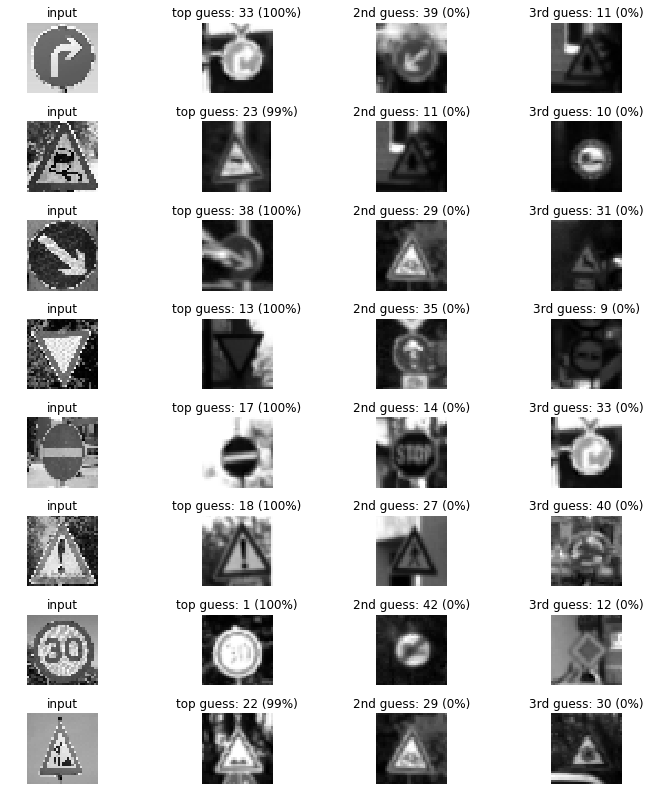 input top guess: 33 (100%) 2nd guess: 39 (0%) 3rd guess: 11 (0%)
input top guess: 23 (99%) 2nd guess: 11 (0%) 3rd guess: 10 (0%)
input top guess: 38 (100%) 2nd guess: 29 (0%) 3rd guess: 31 (0%)
input top guess: 13 (100%) 2nd guess: 35 (0%) 3rd guess: 9 (0%)
input top guess: 17 (100%) 2nd guess: 14 (0%) 3rd guess: 33 (0%)
STOP
input top guess: 18 (100%) 2nd guess: 27 (0%) 3rd guess: 40 (0%)
input top guess: 1 (100%) 2nd guess: 42 (0%) 3rd guess: 12 (0%)
30 30
input top guess: 22 (99%) 2nd guess: 29 (0%) 3rd guess: 30 (0%)